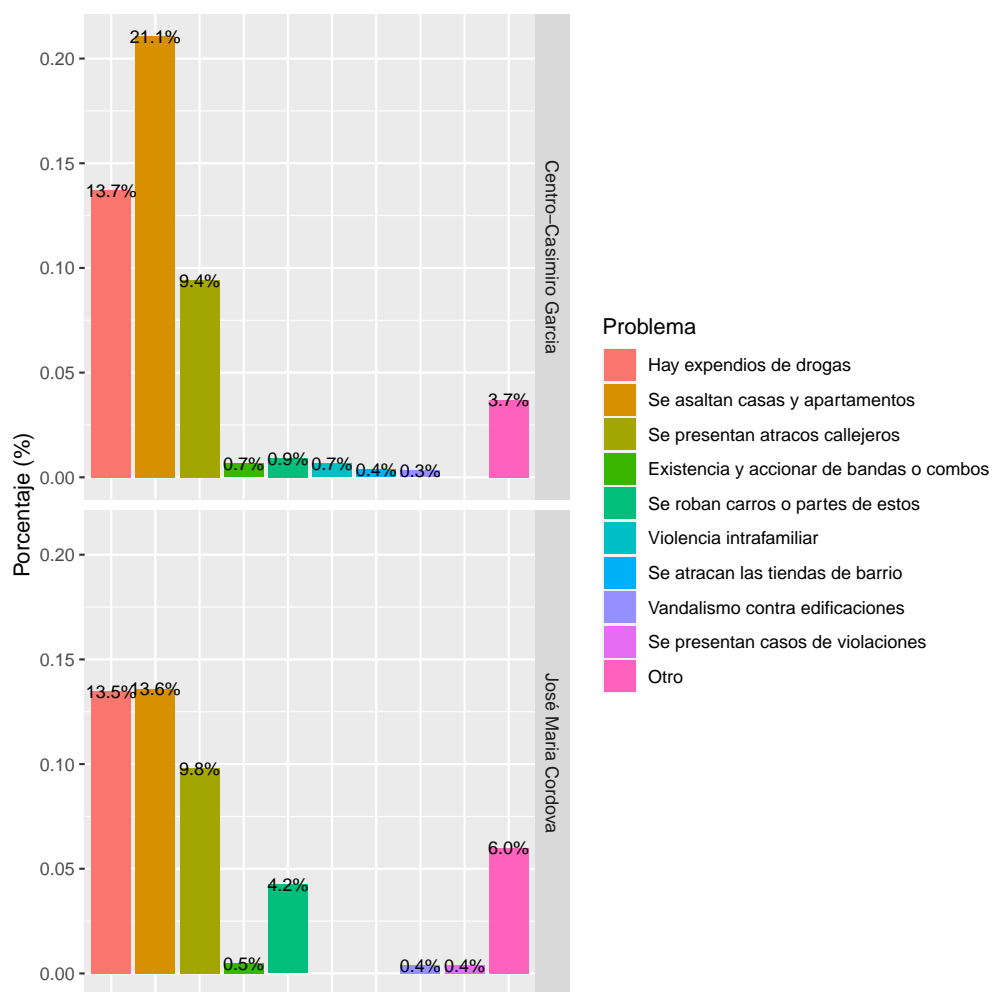 Porcentaje (%)
0.20
0.15
0.10
0.05
0.00
21.1%
13.7%
9.4%
0.7%
0.9%
0.7%
0.4%
0.3%
3.7%
Centro–Casimiro Garcia
0.20
0.15
0.10
0.05
0.00
13.5%
13.6%
9.8%
0.5%
4.2%
0.4%
0.4%
6.0%
José Maria Cordova
Problema
Hay expendios de drogas
Se asaltan casas y apartamentos
Se presentan atracos callejeros
Existencia y accionar de bandas o combos
Se roban carros o partes de estos
Violencia intrafamiliar
Se atracan las tiendas de barrio
Vandalismo contra edificaciones
Se presentan casos de violaciones
Otro